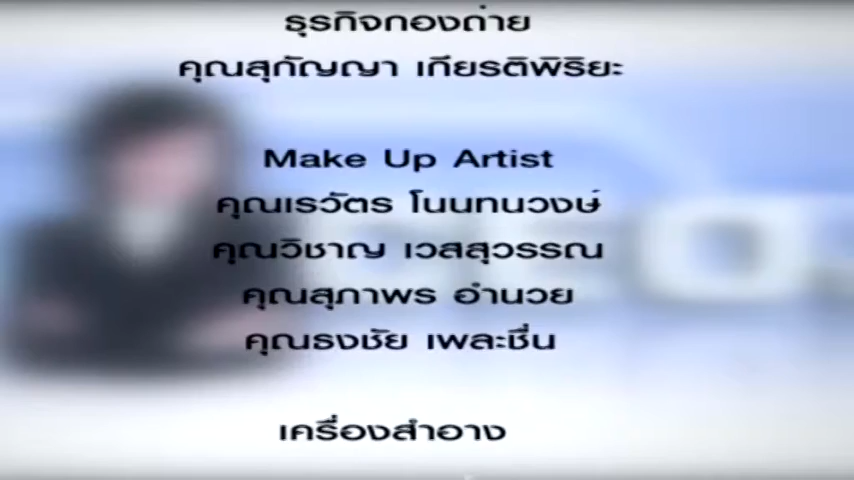 ธุรกิจกองถ่าย
คุณสุกัญญา เกียรติพิริยะ
Make Up Artist
คุณเรวัตร โนนทนวงษ์
คุณวิชาญ เวสสุวรรณ
คุณสุภาพร อำนวย
คุณธงชัย เพละชื่น
เครื่องสำอาง